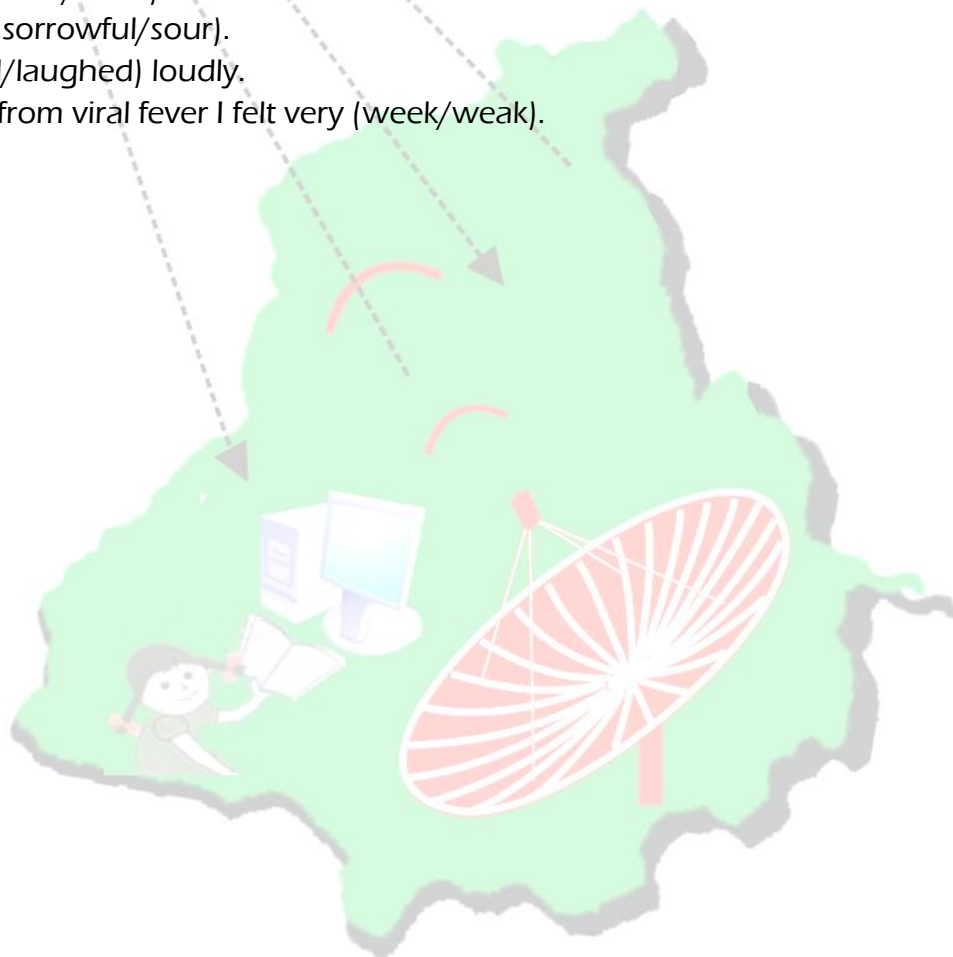 sorrowful/sour).
/laughed) loudly.
from viral fever I felt very (week/weak).